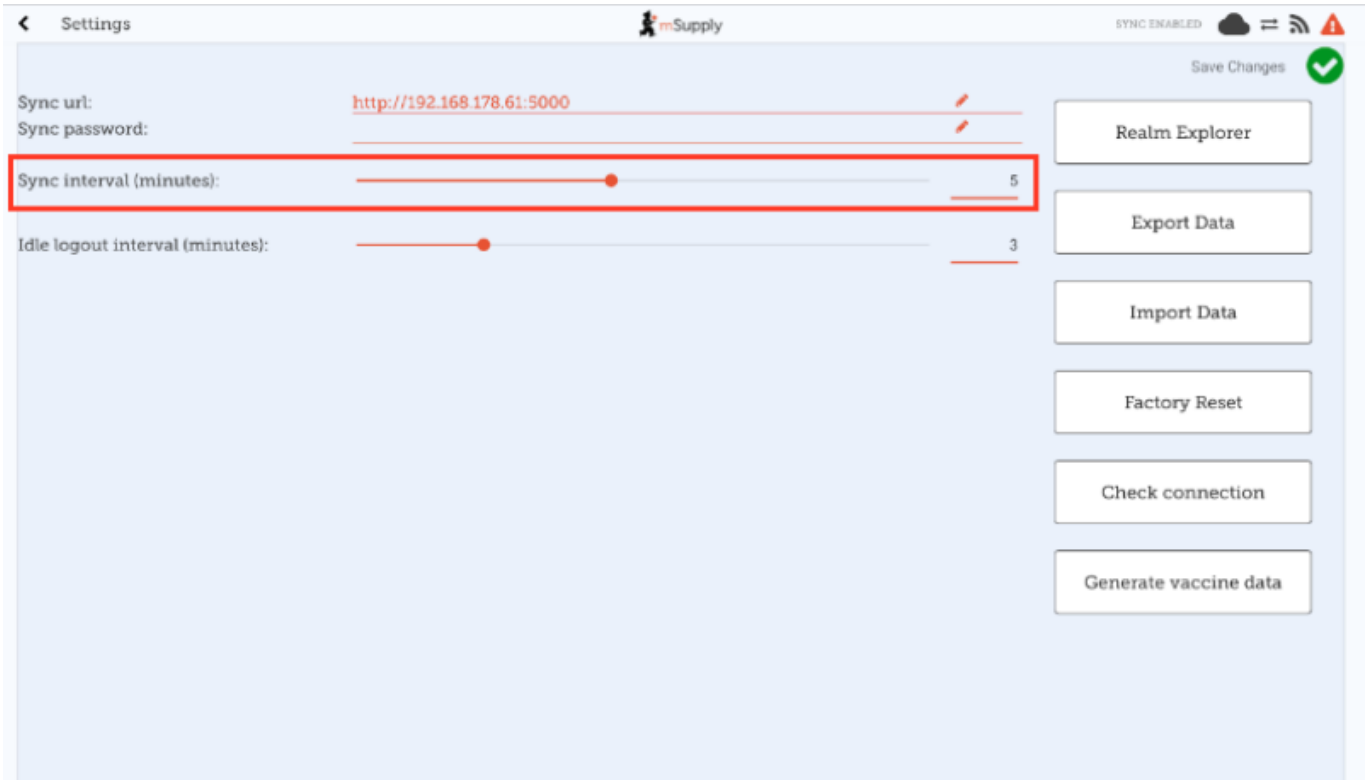 Settings
mSupply
SYNC ENABLED
Save Changes
Sync url:
http://192.168.178.61:5000
Sync password:
Sync interval (minutes):
5
Idle logout interval (minutes):
3
Realm Explorer
Export Data
Import Data
Factory Reset
Check connection
Generate vaccine data